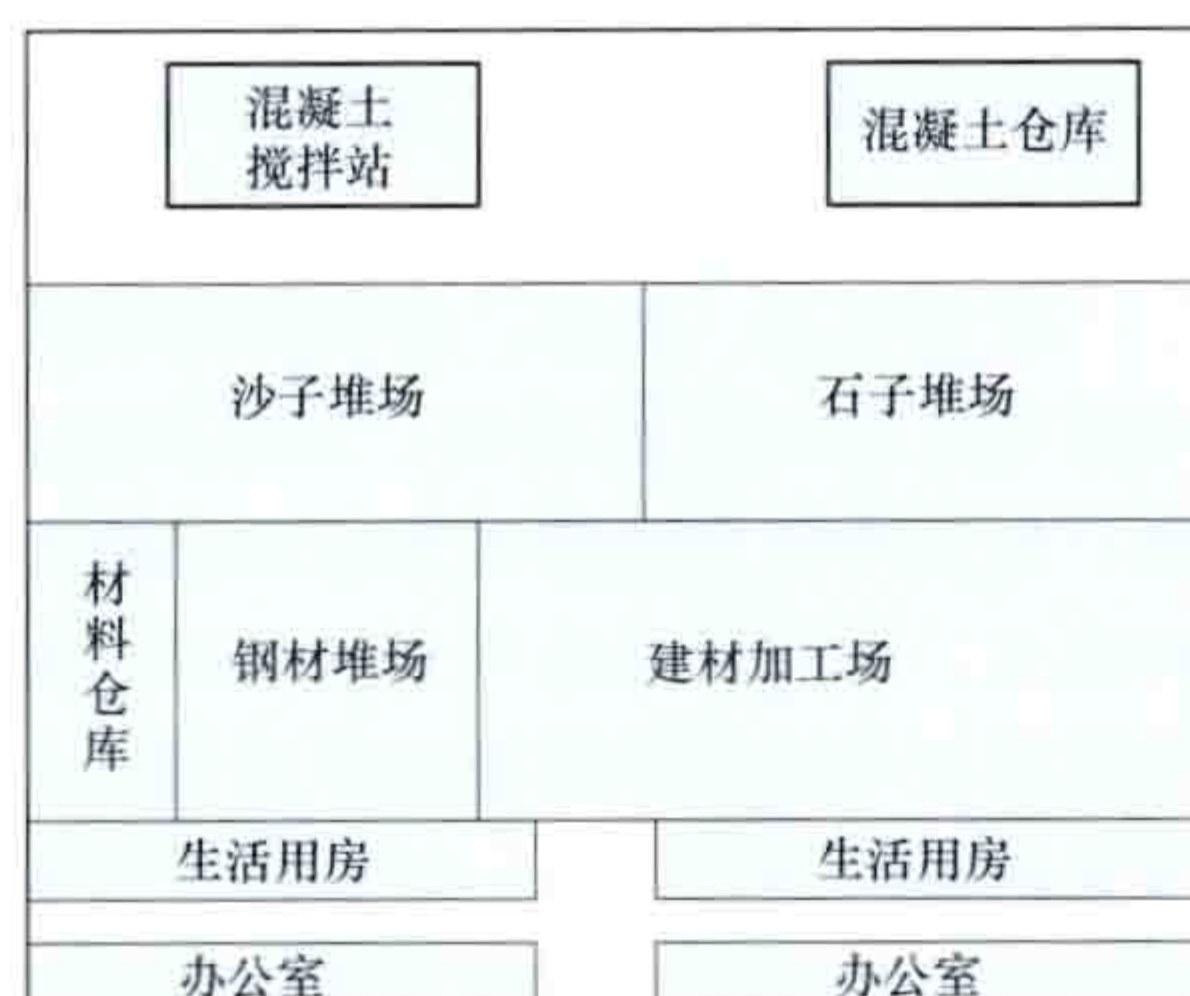 混凝土
搅拌站
混凝土仓库
沙子堆场
石子堆场
材料仓库
钢材堆场
建材加工场
生活用房
生活用房
办公室
办公室